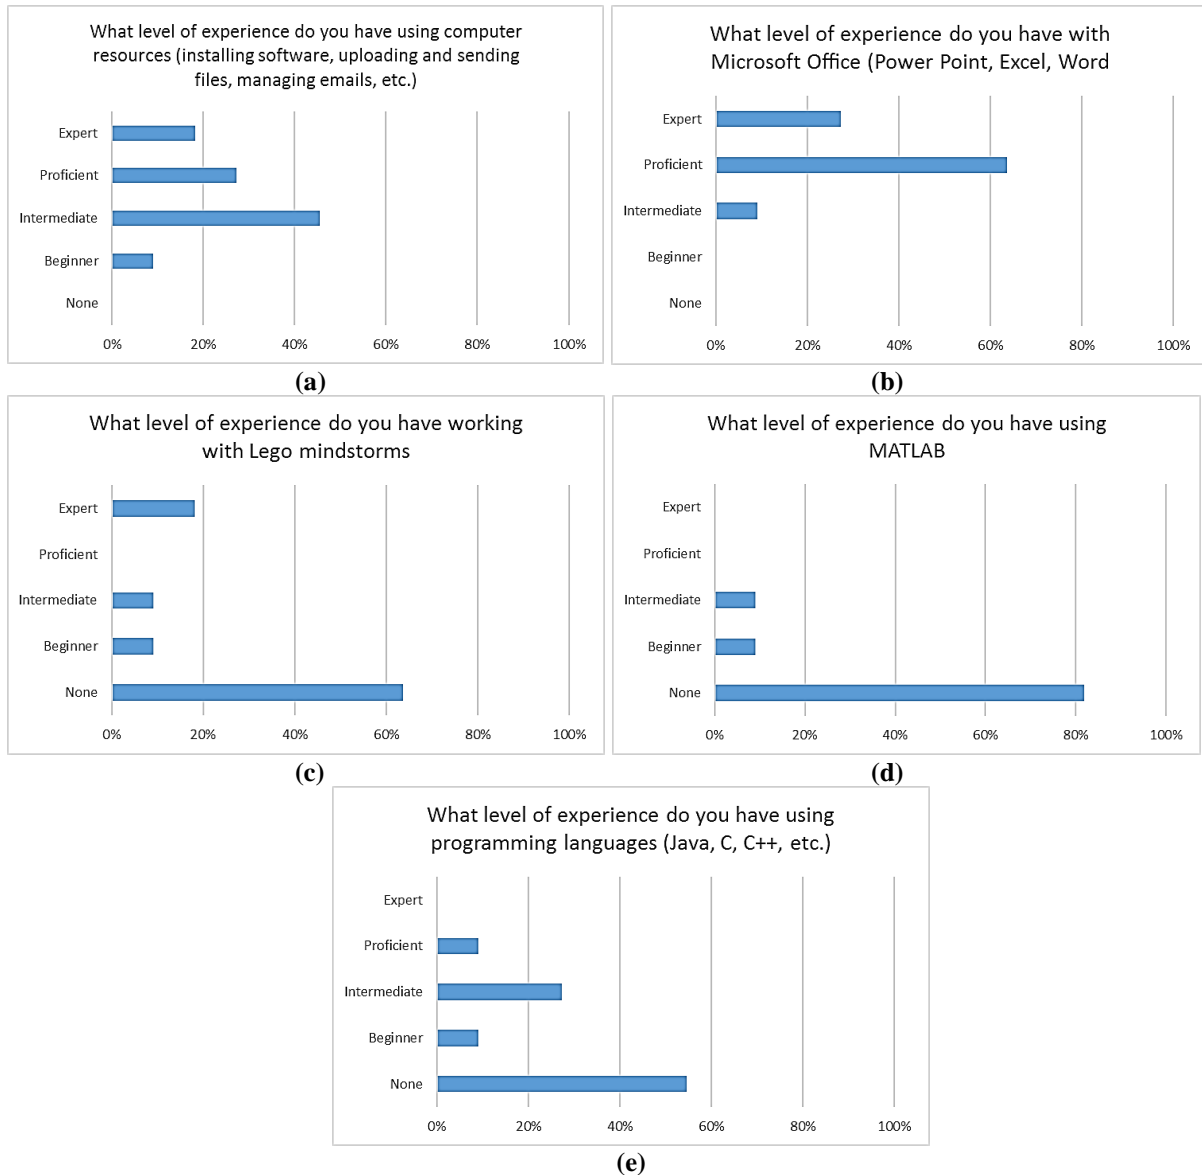 What level of experience do you have using computer
resources (installing software, uploading and sending
files, managing emails, etc.)
Expert
Proficient
Intermediate
Beginner
None
0% 20% 40% 60% 80% 100%
(a)
What level of experience do you have with
Microsoft Office (Power Point, Excel, Word
Expert
Proficient
Intermediate
Beginner
None
0% 20% 40% 60% 80% 100%
(b)
What level of experience do you have working
with Lego mindstorms
Expert
Proficient
Intermediate
Beginner
None
0% 20% 40% 60% 80% 100%
(c)
What level of experience do you have using
MATLAB
Expert
Proficient
Intermediate
Beginner
None
0% 20% 40% 60% 80% 100%
(d)
What level of experience do you have using
programming languages (Java, C, C++, etc.)
Expert
Proficient
Intermediate
Beginner
None
0% 20% 40% 60% 80% 100%
(e)